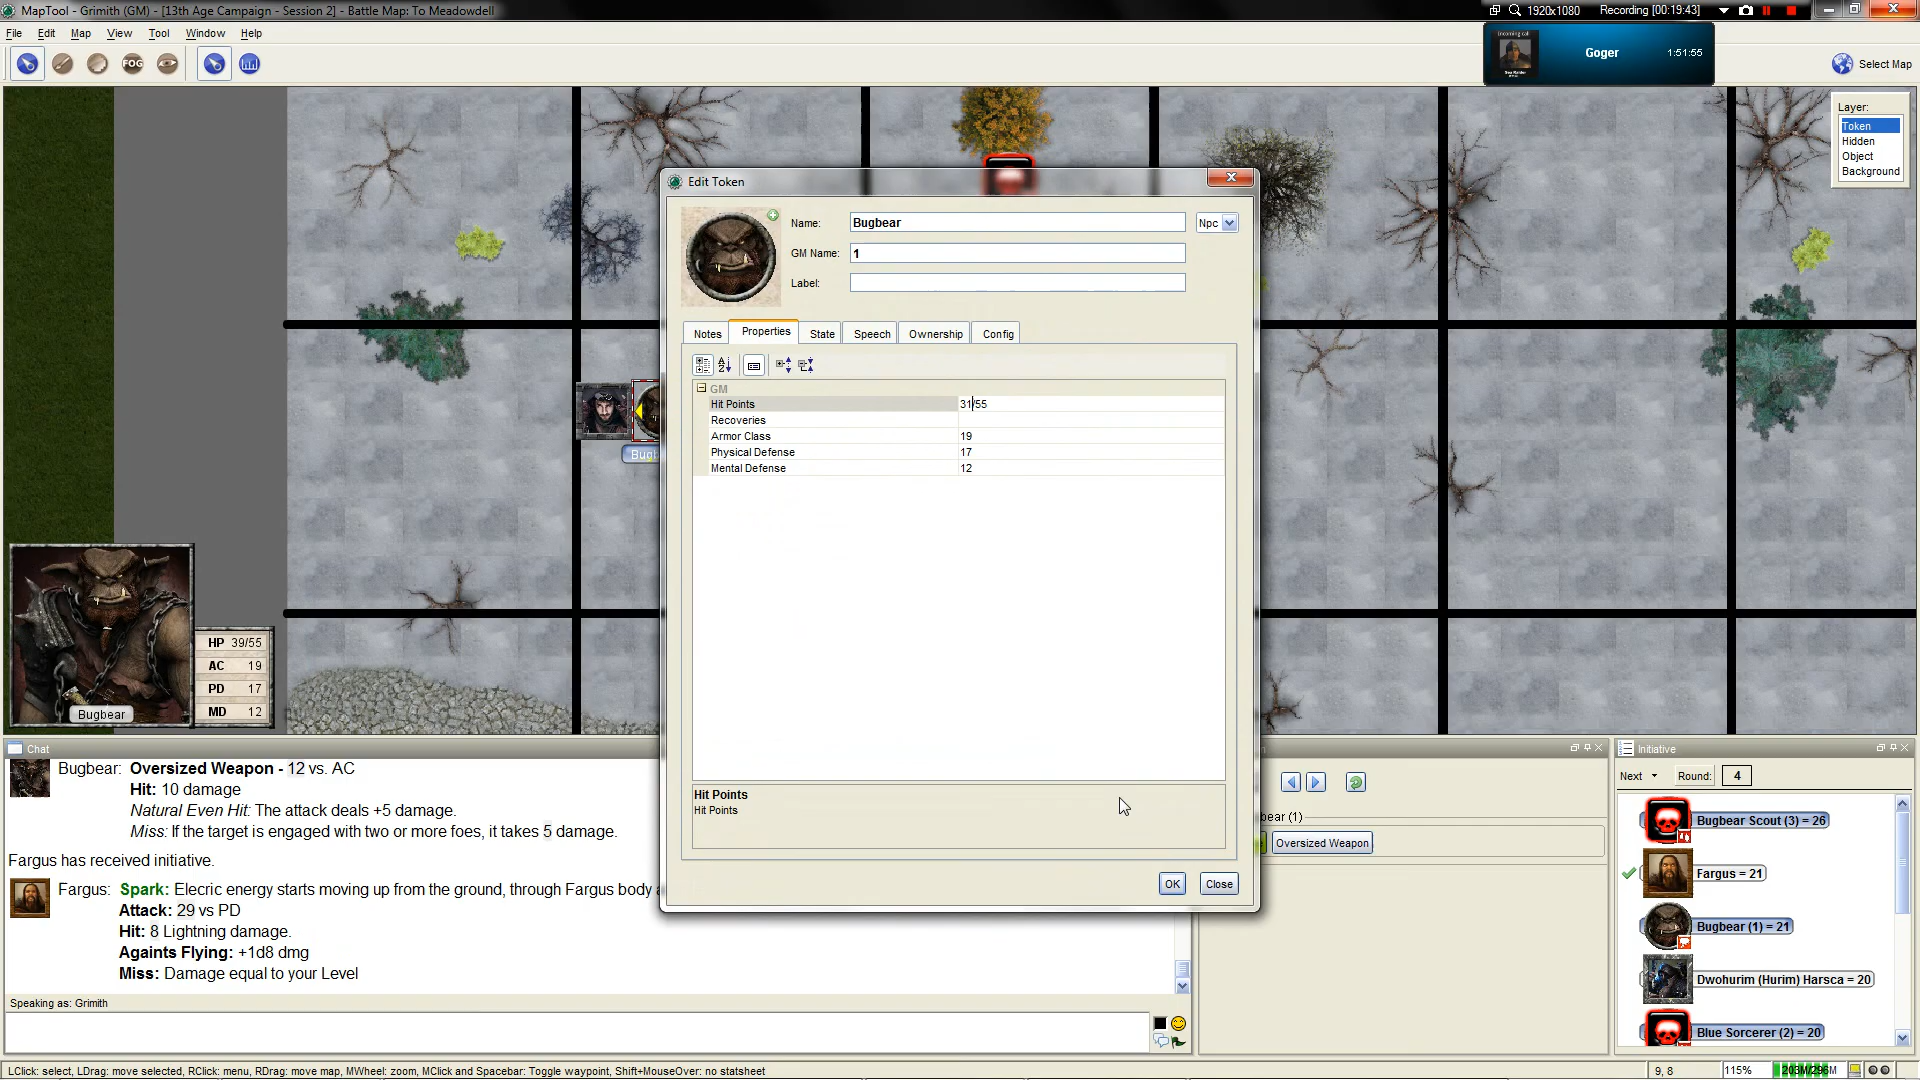 MapTool - Grimith (GM) - [13th Age Campaign - Session 2] - Battle Map: To Meadowdell
1920x1080
Recording [00:19:43]
File Edit Map View Tool Window Help
FOG
Incoming call
Sea Raider
Goger
1:51:55
Select Map
Layer:
Token
Hidden
Object
Background
Edit Token
Name: Bugbear Npc
GM Name: 1
Label:
Notes Properties State Speech Ownership Config
GM
Hit Points 31/55
Recoveries
Armor Class 19
Physical Defense 17
Mental Defense 12
Hit Points
Hit Points
OK Close
Bugb
HP 39/55
AC 19
PD 17
MD 12
Bugbear
Chat
Bugbear: Oversized Weapon - 12 vs. AC
Hit: 10 damage
Natural Even Hit: The attack deals +5 damage.
Miss: If the target is engaged with two or more foes, it takes 5 damage.
Fargus has received initiative.
Fargus: Spark: Elecric energy starts moving up from the ground, through Fargus body a
Attack: 29 vs PD
Hit: 8 Lightning damage.
Againts Flying: +1d8 dmg
Miss: Damage equal to your Level
Speaking as: Grimith
bear (1)
Oversized Weapon
Initiative
Next Round: 4
Bugbear Scout (3) = 26
Fargus = 21
Bugbear (1) = 21
Dwohurim (Hurim) Harsca = 20
Blue Sorcerer (2) = 20
LClick: select, LDrag: move selected, RClick: menu, RDrag: move map, MWheel: zoom, MClick and Spacebar: Toggle waypoint, Shift+MouseOver: no statsheet
9, 8
115%
203M/296M